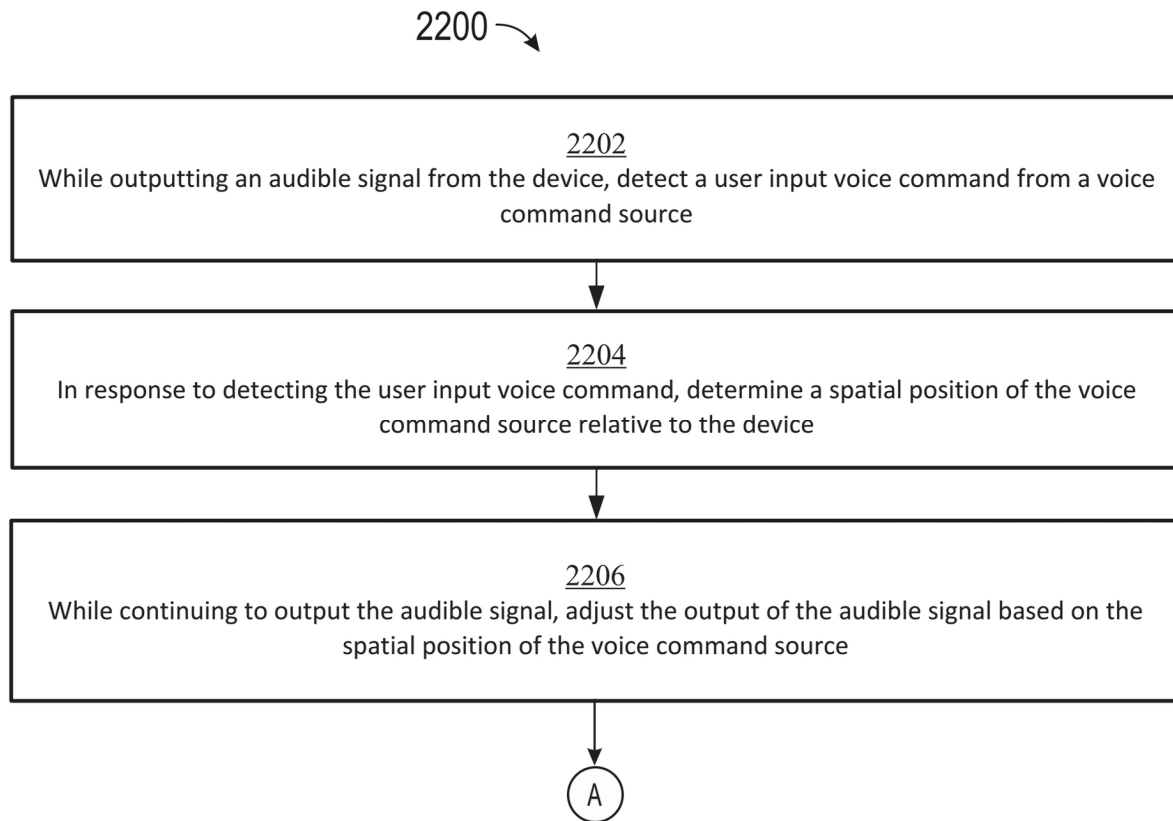 2200
2202
While outputting an audible signal from the device, detect a user input voice command from a voice
command source
2204
In response to detecting the user input voice command, determine a spatial position of the voice
command source relative to the device
2206
While continuing to output the audible signal, adjust the output of the audible signal based on the
spatial position of the voice command source
A